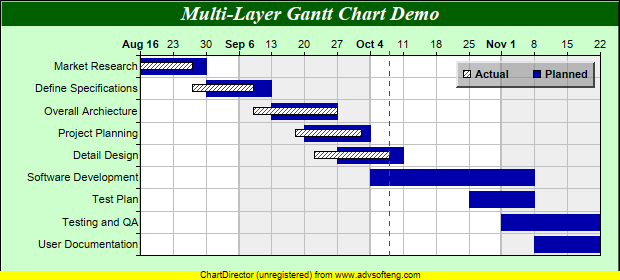 Multi-Layer Gantt Chart Demo
Aug 16 23 30 Sep 6 13 20 27 Oct 4 11 18 25 Nov 1 8 15 22
Actual Planned
Market Research
Define Specifications
Overall Archiecture
Project Planning
Detail Design
Software Development
Test Plan
Testing and QA
User Documentation
ChartDirector (unregistered) from www.advsofteng.com